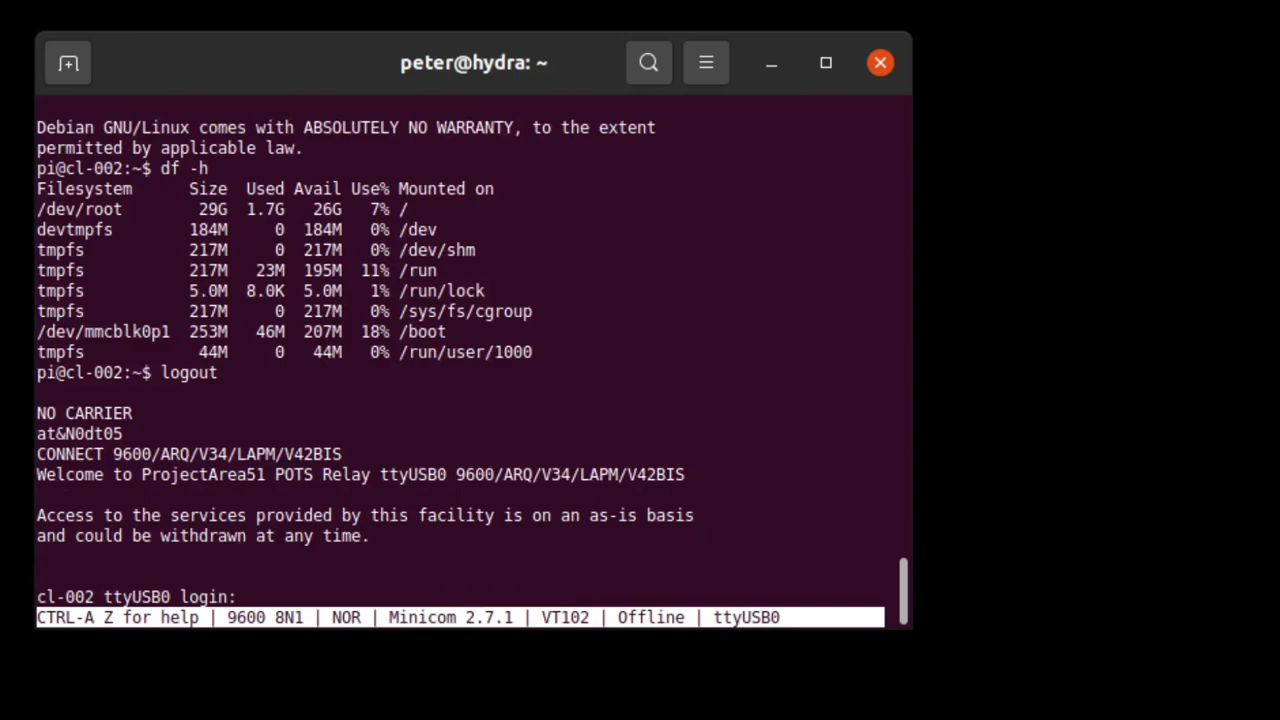 peter@hydra: ~
Debian GNU/Linux comes with ABSOLUTELY NO WARRANTY, to the extent
permitted by applicable law.
pi@cl-002:~$ df -h
Filesystem      Size  Used Avail Use% Mounted on
/dev/root        29G  1.7G   26G   7% /
devtmpfs        184M     0  184M   0% /dev
tmpfs           217M     0  217M   0% /dev/shm
tmpfs           217M   23M  195M  11% /run
tmpfs           5.0M  8.0K  5.0M   1% /run/lock
tmpfs           217M     0  217M   0% /sys/fs/cgroup
/dev/mmcblk0p1  253M   46M  207M  18% /boot
tmpfs            44M     0   44M   0% /run/user/1000
pi@cl-002:~$ logout
NO CARRIER
at&N0dt05
CONNECT 9600/ARQ/V34/LAPM/V42BIS
Welcome to ProjectArea51 POTS Relay ttyUSB0 9600/ARQ/V34/LAPM/V42BIS
Access to the services provided by this facility is on an as-is basis
and could be withdrawn at any time.
cl-002 ttyUSB0 login:
CTRL-A Z for help | 9600 8N1 | NOR | Minicom 2.7.1 | VT102 | Offline | ttyUSB0